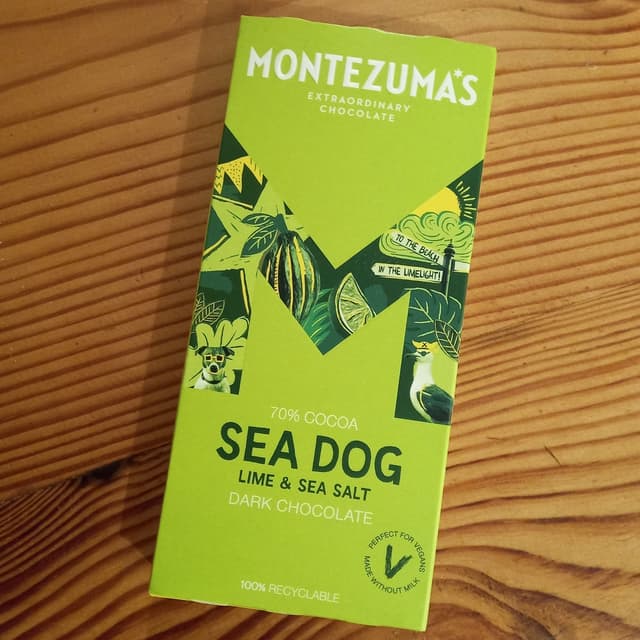 MONTEZUMA'S
EXTRAORDINARY
CHOCOLATE
TO THE BEACH
IN THE LIMELIGHT!
70% COCOA
SEA DOG
LIME & SEA SALT
DARK CHOCOLATE
PERFECT FOR VEGANS
MADE WITHOUT MILK
100% RECYCLABLE